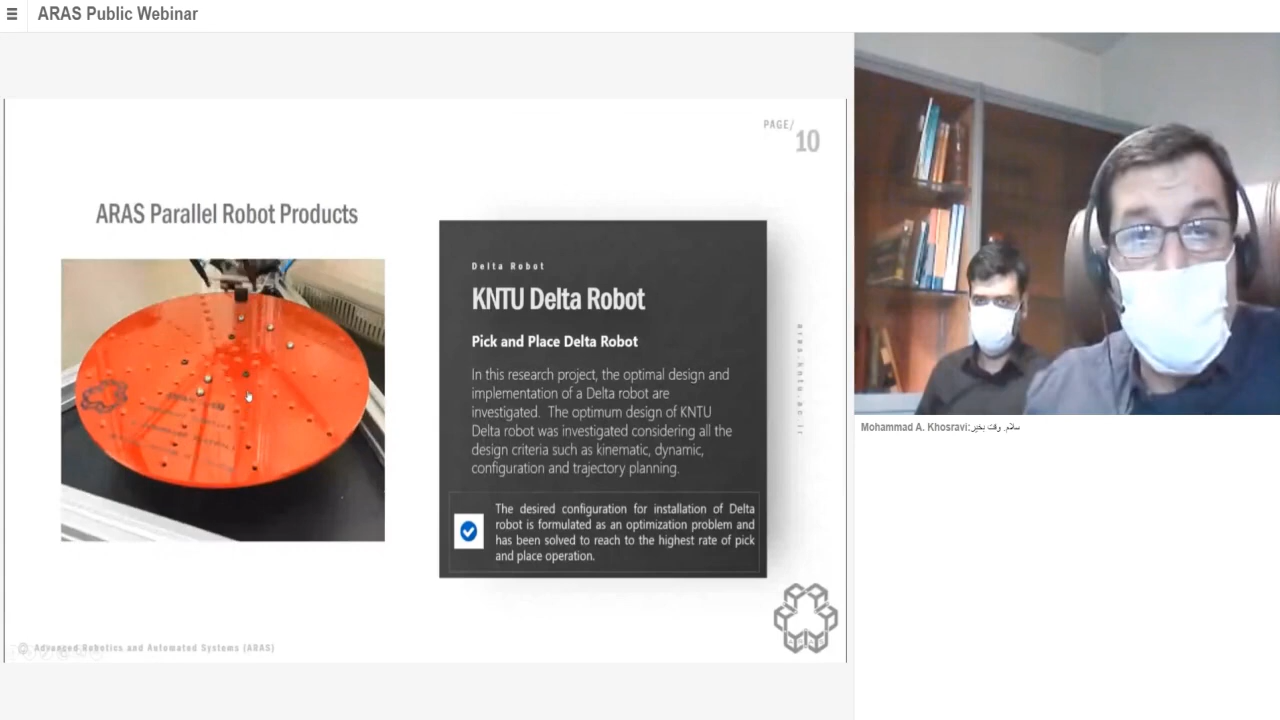 ARAS Public Webinar
PAGE/
10
ARAS Parallel Robot Products
Delta Robot
KNTU Delta Robot
Pick and Place Delta Robot
In this research project, the optimal design and
implementation of a Delta robot are
investigated. The optimum design of KNTU
Delta robot was investigated considering all the
design criteria such as kinematic, dynamic,
configuration and trajectory planning.
The desired configuration for installation of Delta
robot is formulated as an optimization problem and
has been solved to reach to the highest rate of pick
and place operation.
aras.kntu.ac.ir
© Advanced Robotics and Automated Systems (ARAS)
Mohammad A. Khosravi: سلام. وقت بخیر